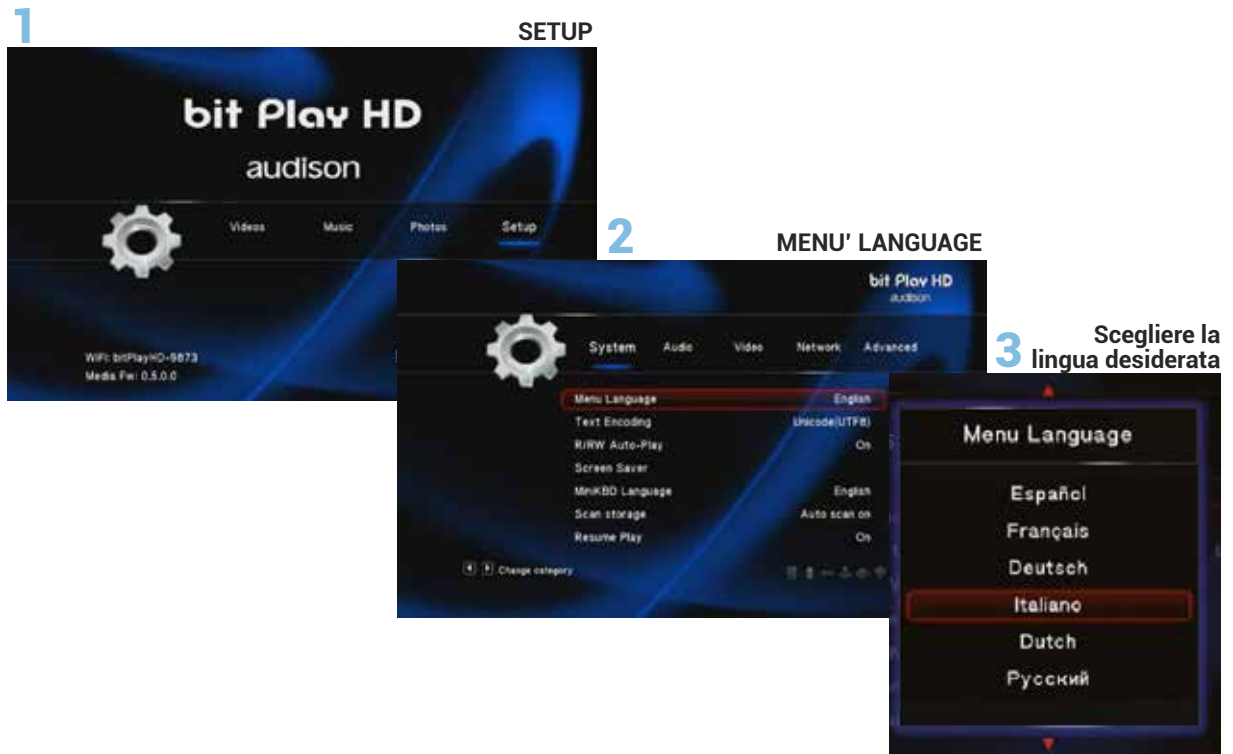 1
SETUP
bit Play HD
audison
Videos Music Photos Setup
WiFi: bitPlayHD-9873
Media Fw: 0.5.0.0
2
MENU' LANGUAGE
bit Play HD
audison
System Audio Video Network Advanced
Menu Language English
Text Encoding Unicode(UTF8)
R/RW Auto-Play On
Screen Saver
MiniKBD Language English
Scan storage Auto scan on
Resume Play On
Change category
3
Scegliere la
lingua desiderata
Menu Language
Español
Français
Deutsch
Italiano
Dutch
Русский